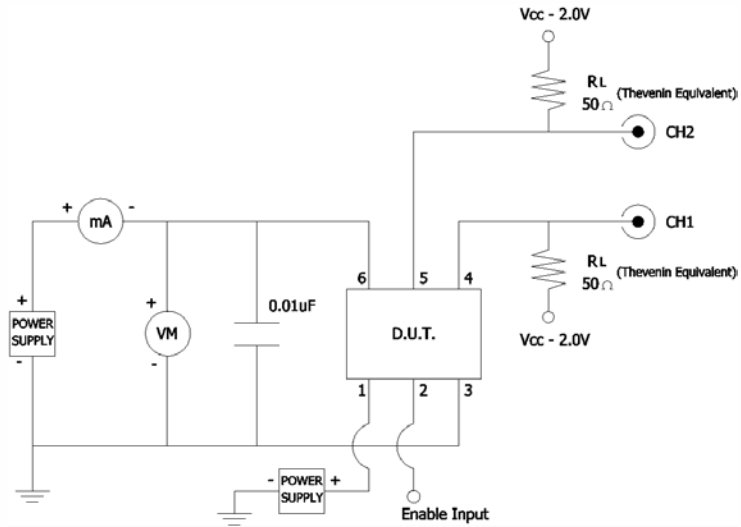 Vcc - 2.0V
RL
50Ω
(Thevenin Equivalent)
CH2
+
mA
-
CH1
RL
50Ω
(Thevenin Equivalent)
6
5
4
+
POWER
SUPPLY
-
+
VM
-
0.01uF
D.U.T.
Vcc - 2.0V
1
2
3
-
POWER
SUPPLY
+
Enable Input